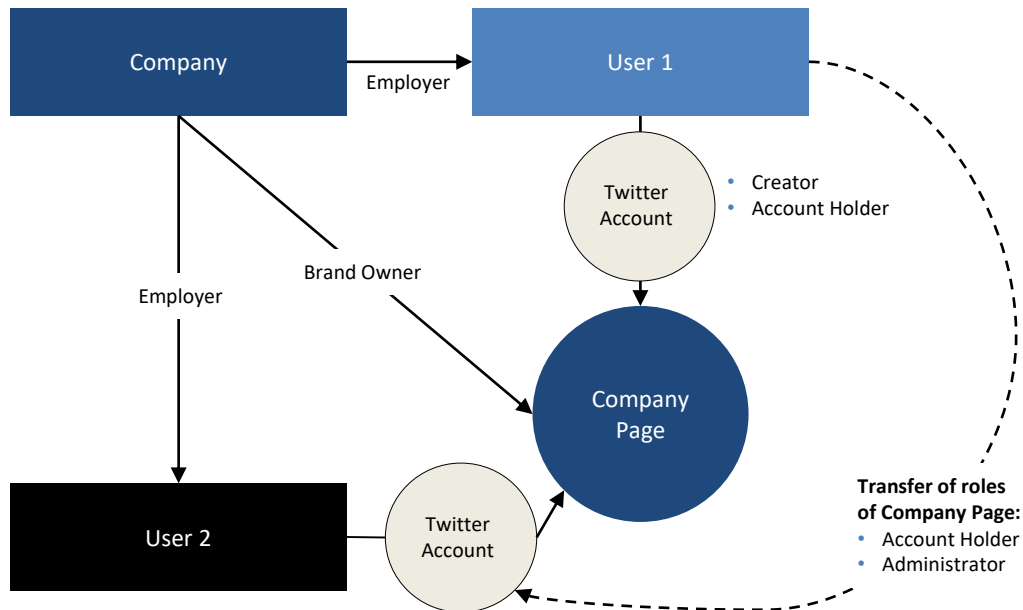 Company
User 1
Employer
Twitter
Account
• Creator
• Account Holder
Brand Owner
Employer
Company
Page
Transfer of roles
of Company Page:
• Account Holder
• Administrator
User 2
Twitter
Account